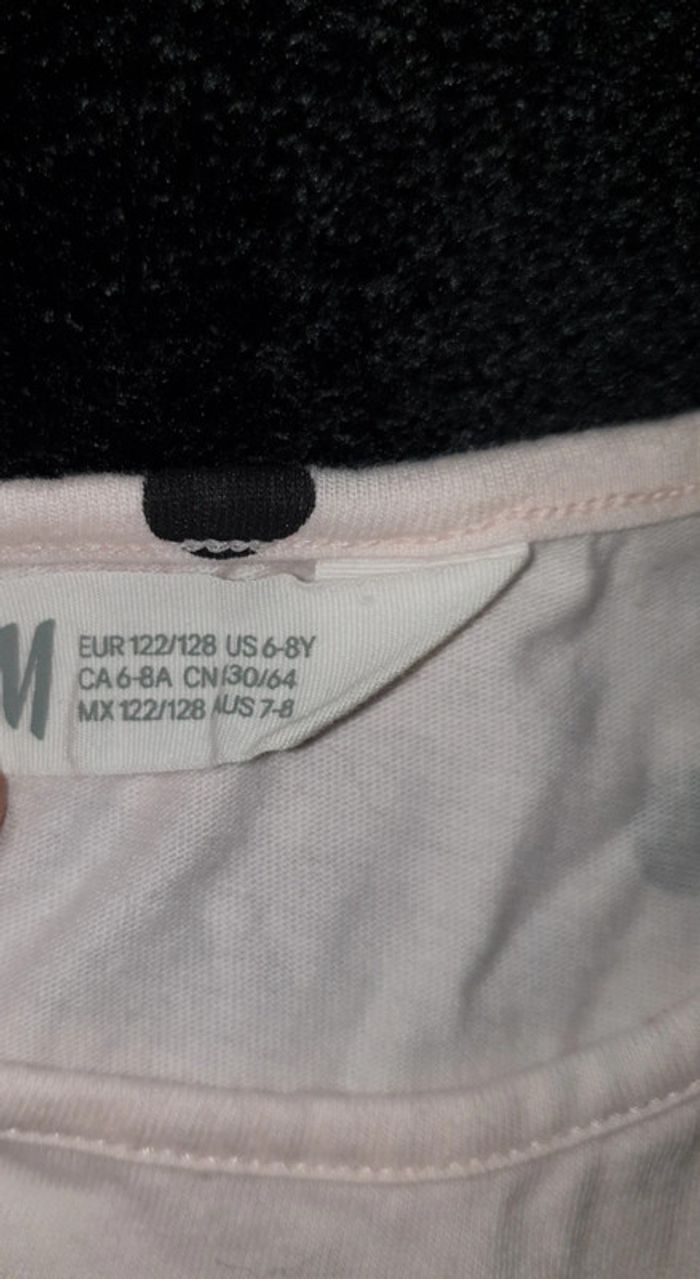 M
EUR 122/128 US 6-8Y
CA 6-8A CN 130/64
MX 122/128 AUS 7-8